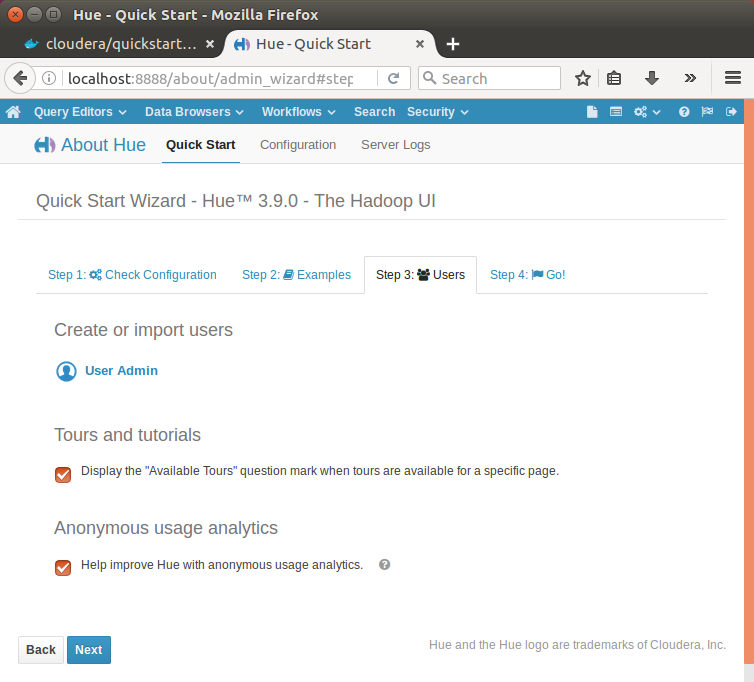 Hue - Quick Start - Mozilla Firefox
cloudera/quickstart... × Hue - Quick Start ×
localhost:8888/about/admin_wizard#step Search
Query Editors Data Browsers Workflows Search Security
About Hue Quick Start Configuration Server Logs
Quick Start Wizard - Hue™ 3.9.0 - The Hadoop UI
Step 1: Check Configuration Step 2: Examples Step 3: Users Step 4: Go!
Create or import users
User Admin
Tours and tutorials
Display the "Available Tours" question mark when tours are available for a specific page.
Anonymous usage analytics
Help improve Hue with anonymous usage analytics.
Back Next Hue and the Hue logo are trademarks of Cloudera, Inc.